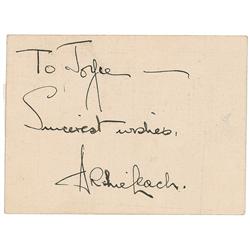 To Joyce —
Sincerest wishes,
Archie Leach.